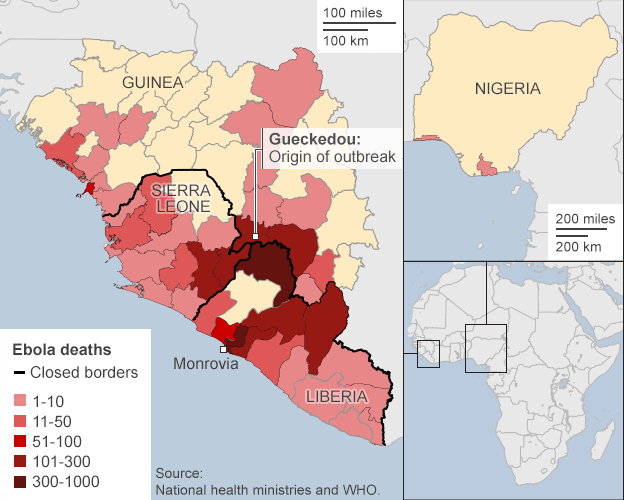 100 miles
100 km
GUINEA
NIGERIA
Gueckedou:
Origin of outbreak
SIERRA
LEONE
200 miles
200 km
Ebola deaths
Closed borders
1-10
11-50
51-100
101-300
300-1000
Monrovia
LIBERIA
Source:
National health ministries and WHO.